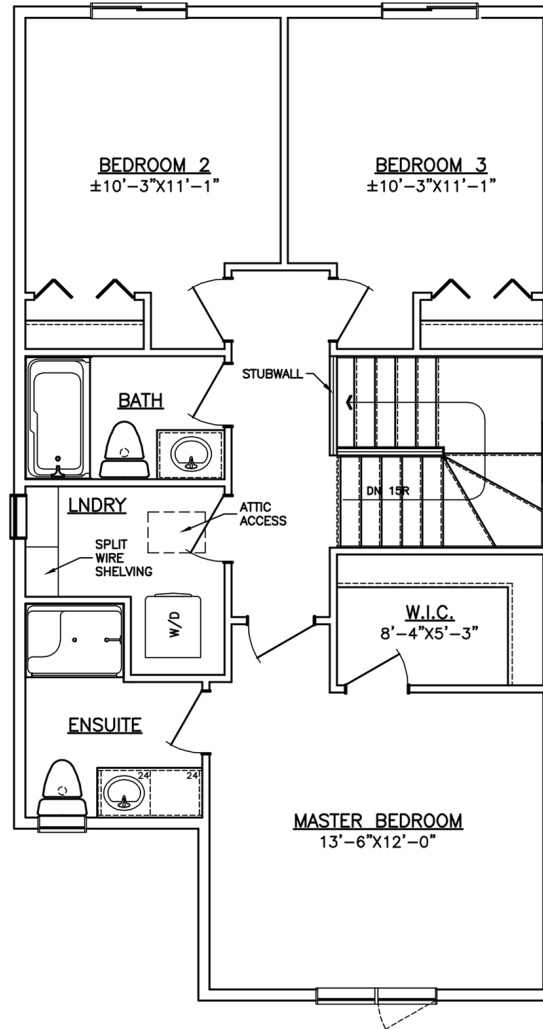 BEDROOM 2
±10'-3"X11'-1"
BEDROOM 3
±10'-3"X11'-1"
STUBWALL
BATH
DN 15R
LNDRY
ATTIC
ACCESS
SPLIT
WIRE
SHELVING
W/D
W.I.C.
8'-4"X5'-3"
ENSUITE
24 24
MASTER BEDROOM
13'-6"X12'-0"